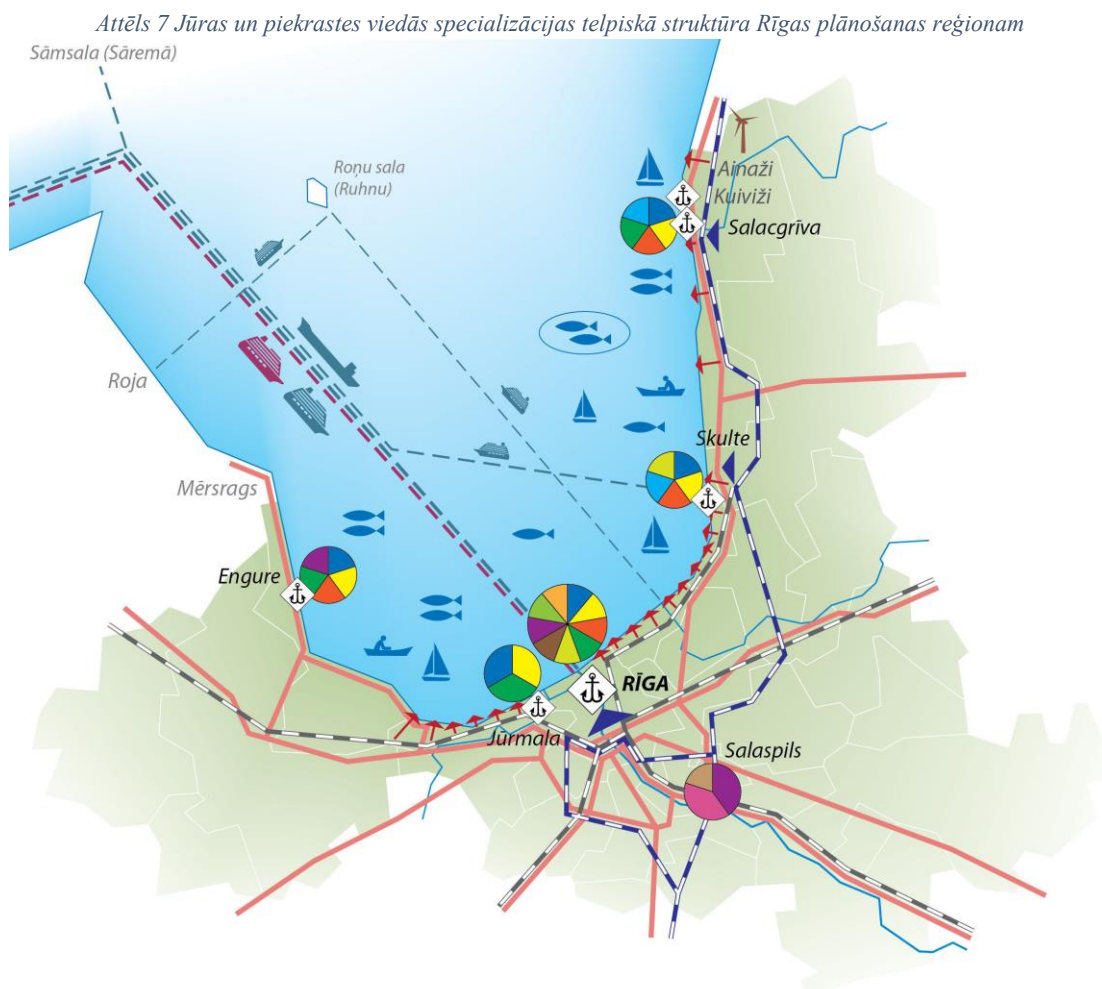 Attēls 7 Jūras un piekrastes viedās specializācijas telpiskā struktūra Rīgas plānošanas reģionam
Sāmsala (Sāremā)
Roņu sala
(Ruhnu)
Ainaži
Kuiviži
Salacgrīva
Roja
Skulte
Mērsrags
Engure
RĪGA
Jūrmala
Salaspils